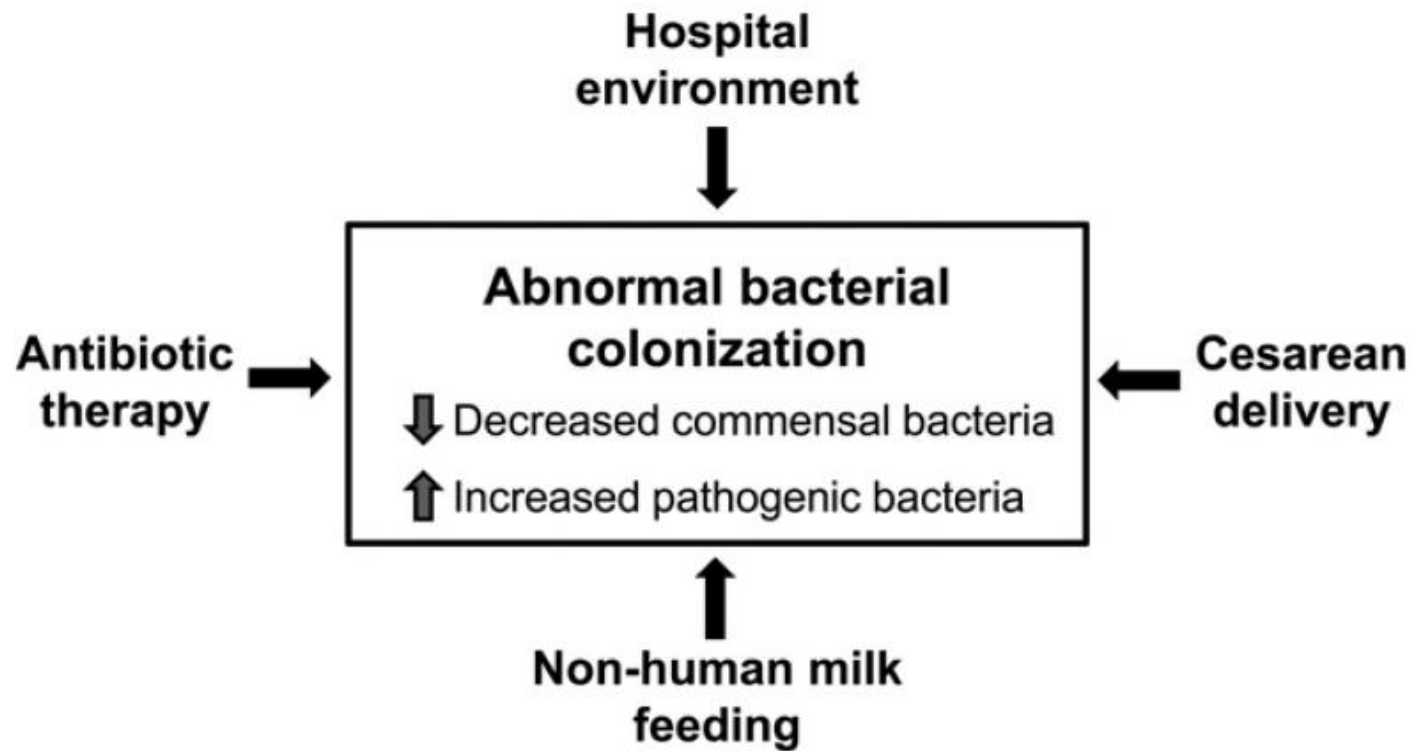 Hospital
environment
Abnormal bacterial
colonization
Decreased commensal bacteria
Increased pathogenic bacteria
Antibiotic
therapy
Cesarean
delivery
Non-human milk
feeding